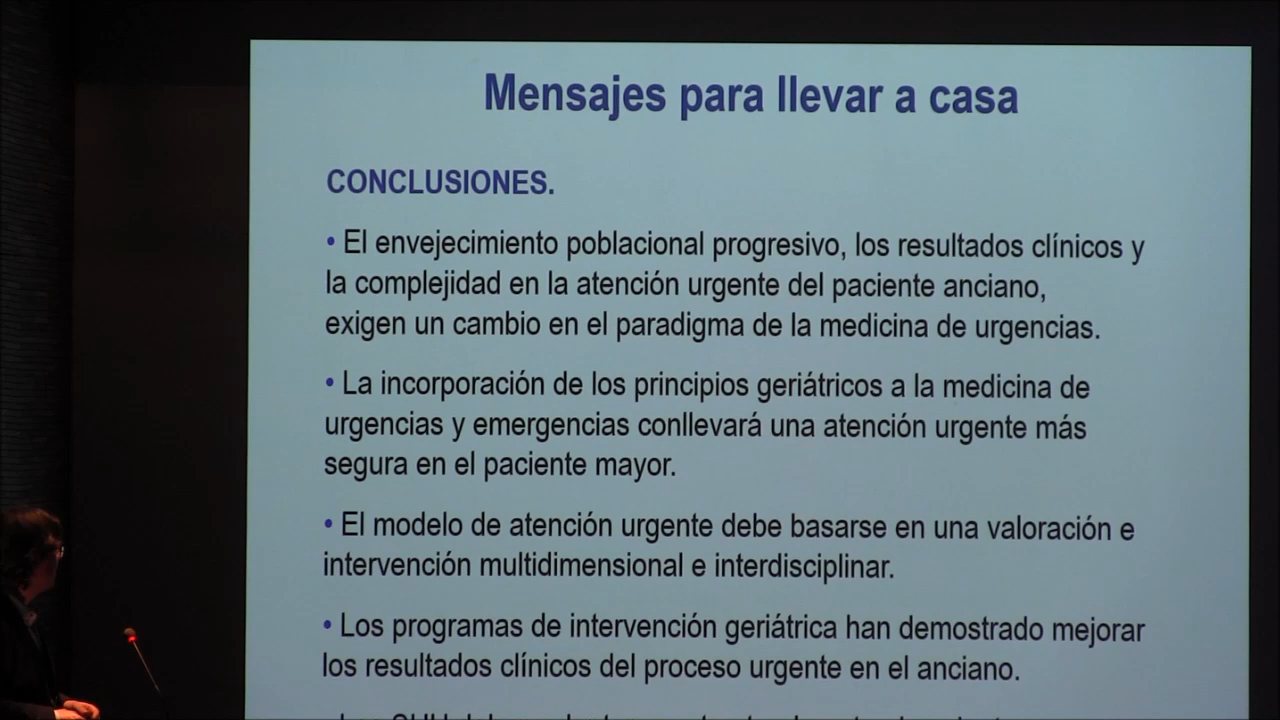 Mensajes para llevar a casa
CONCLUSIONES.
• El envejecimiento poblacional progresivo, los resultados clínicos y
la complejidad en la atención urgente del paciente anciano,
exigen un cambio en el paradigma de la medicina de urgencias.
• La incorporación de los principios geriátricos a la medicina de
urgencias y emergencias conllevará una atención urgente más
segura en el paciente mayor.
• El modelo de atención urgente debe basarse en una valoración e
intervención multidimensional e interdisciplinar.
• Los programas de intervención geriátrica han demostrado mejorar
los resultados clínicos del proceso urgente en el anciano.